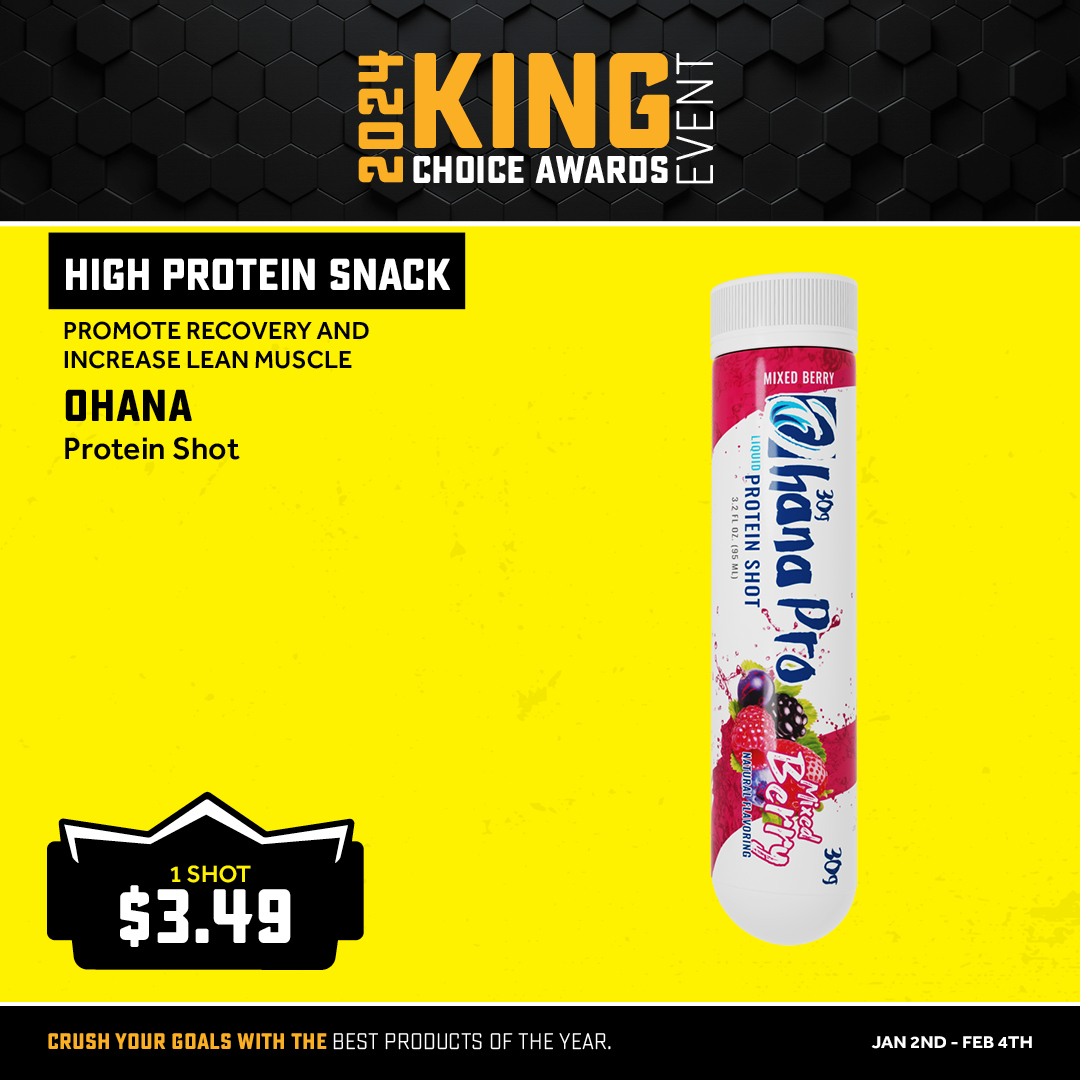 2024
KING
CHOICE AWARDS
EVENT
HIGH PROTEIN SNACK
PROMOTE RECOVERY AND
INCREASE LEAN MUSCLE
OHANA
Protein Shot
MIXED BERRY
Ohana Pro
30g
LIQUID PROTEIN SHOT
3.2 FL OZ. (95 ML)
Mixed
Berry
NATURAL FLAVORING
30g
1 SHOT
$3.49
CRUSH YOUR GOALS WITH THE BEST PRODUCTS OF THE YEAR.
JAN 2ND - FEB 4TH